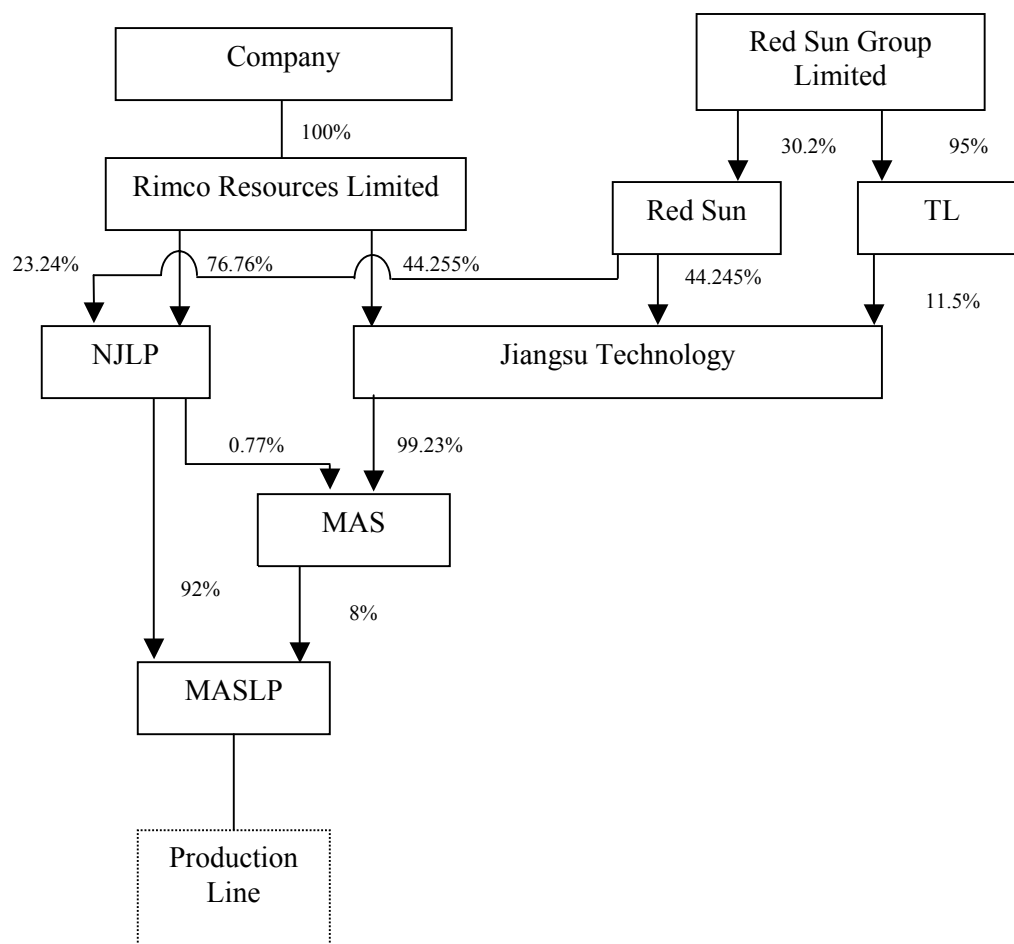 Company
Red Sun Group
Limited
100%
30.2%
95%
Rimco Resources Limited
Red Sun
TL
23.24%
76.76%
44.255%
44.245%
11.5%
NJLP
Jiangsu Technology
0.77%
99.23%
MAS
92%
8%
MASLP
Production
Line